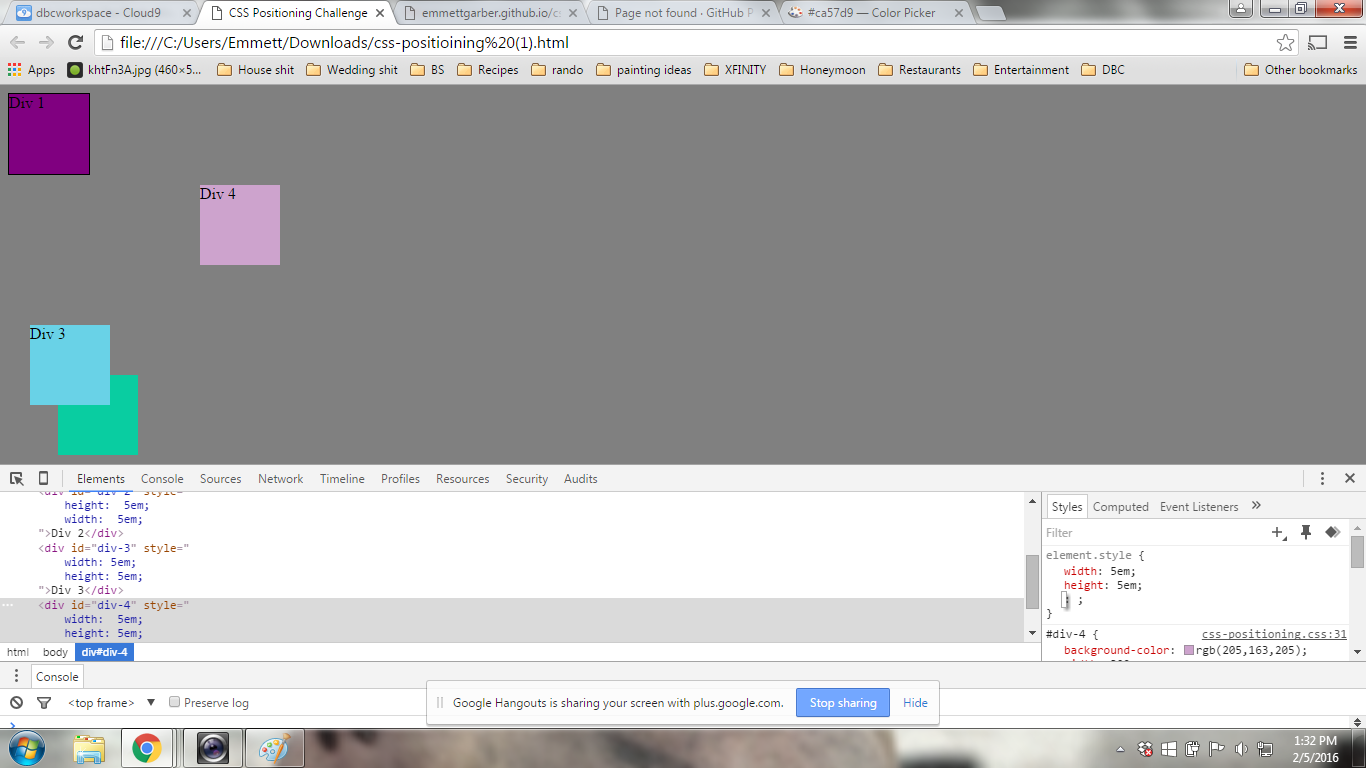 dbcworkspace - Cloud9
CSS Positioning Challenge
emmettgarber.github.io/cs
Page not found · GitHub P
#ca57d9 — Color Picker
file:///C:/Users/Emmett/Downloads/css-positioining%20(1).html
Apps
khtFn3A.jpg (460×5...
House shit
Wedding shit
BS
Recipes
rando
painting ideas
XFINITY
Honeymoon
Restaurants
Entertainment
DBC
Other bookmarks
Div 1
Div 4
Div 3
Elements Console Sources Network Timeline Profiles Resources Security Audits
<div id="div-2" style="
height:  5em;
width:  5em;
">Div 2</div>
<div id="div-3" style="
width: 5em;
height: 5em;
">Div 3</div>
<div id="div-4" style="
width:  5em;
height: 5em;
html body div#div-4
Styles Computed Event Listeners »
Filter
element.style {
width: 5em;
height: 5em;
: ;
}
#div-4 { css-positioning.css:31
background-color: rgb(205,163,205);
Console
<top frame> ▼ Preserve log
Google Hangouts is sharing your screen with plus.google.com. Stop sharing Hide
1:32 PM
2/5/2016